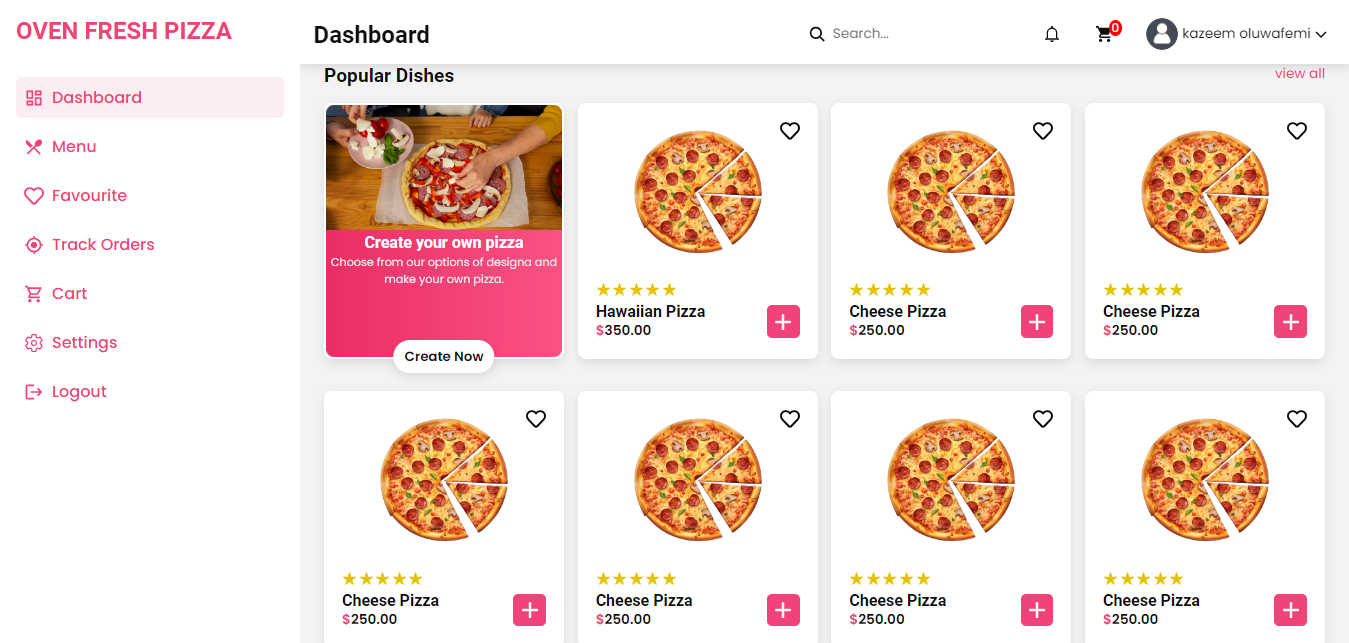 OVEN FRESH PIZZA
Dashboard
Menu
Favourite
Track Orders
Cart
Settings
Logout
Dashboard
Search...
0
kazeem oluwafemi
Popular Dishes
view all
Create your own pizza
Choose from our options of designa and
make your own pizza.
Create Now
Hawaiian Pizza
$350.00
Cheese Pizza
$250.00
Cheese Pizza
$250.00
Cheese Pizza
$250.00
Cheese Pizza
$250.00
Cheese Pizza
$250.00
Cheese Pizza
$250.00